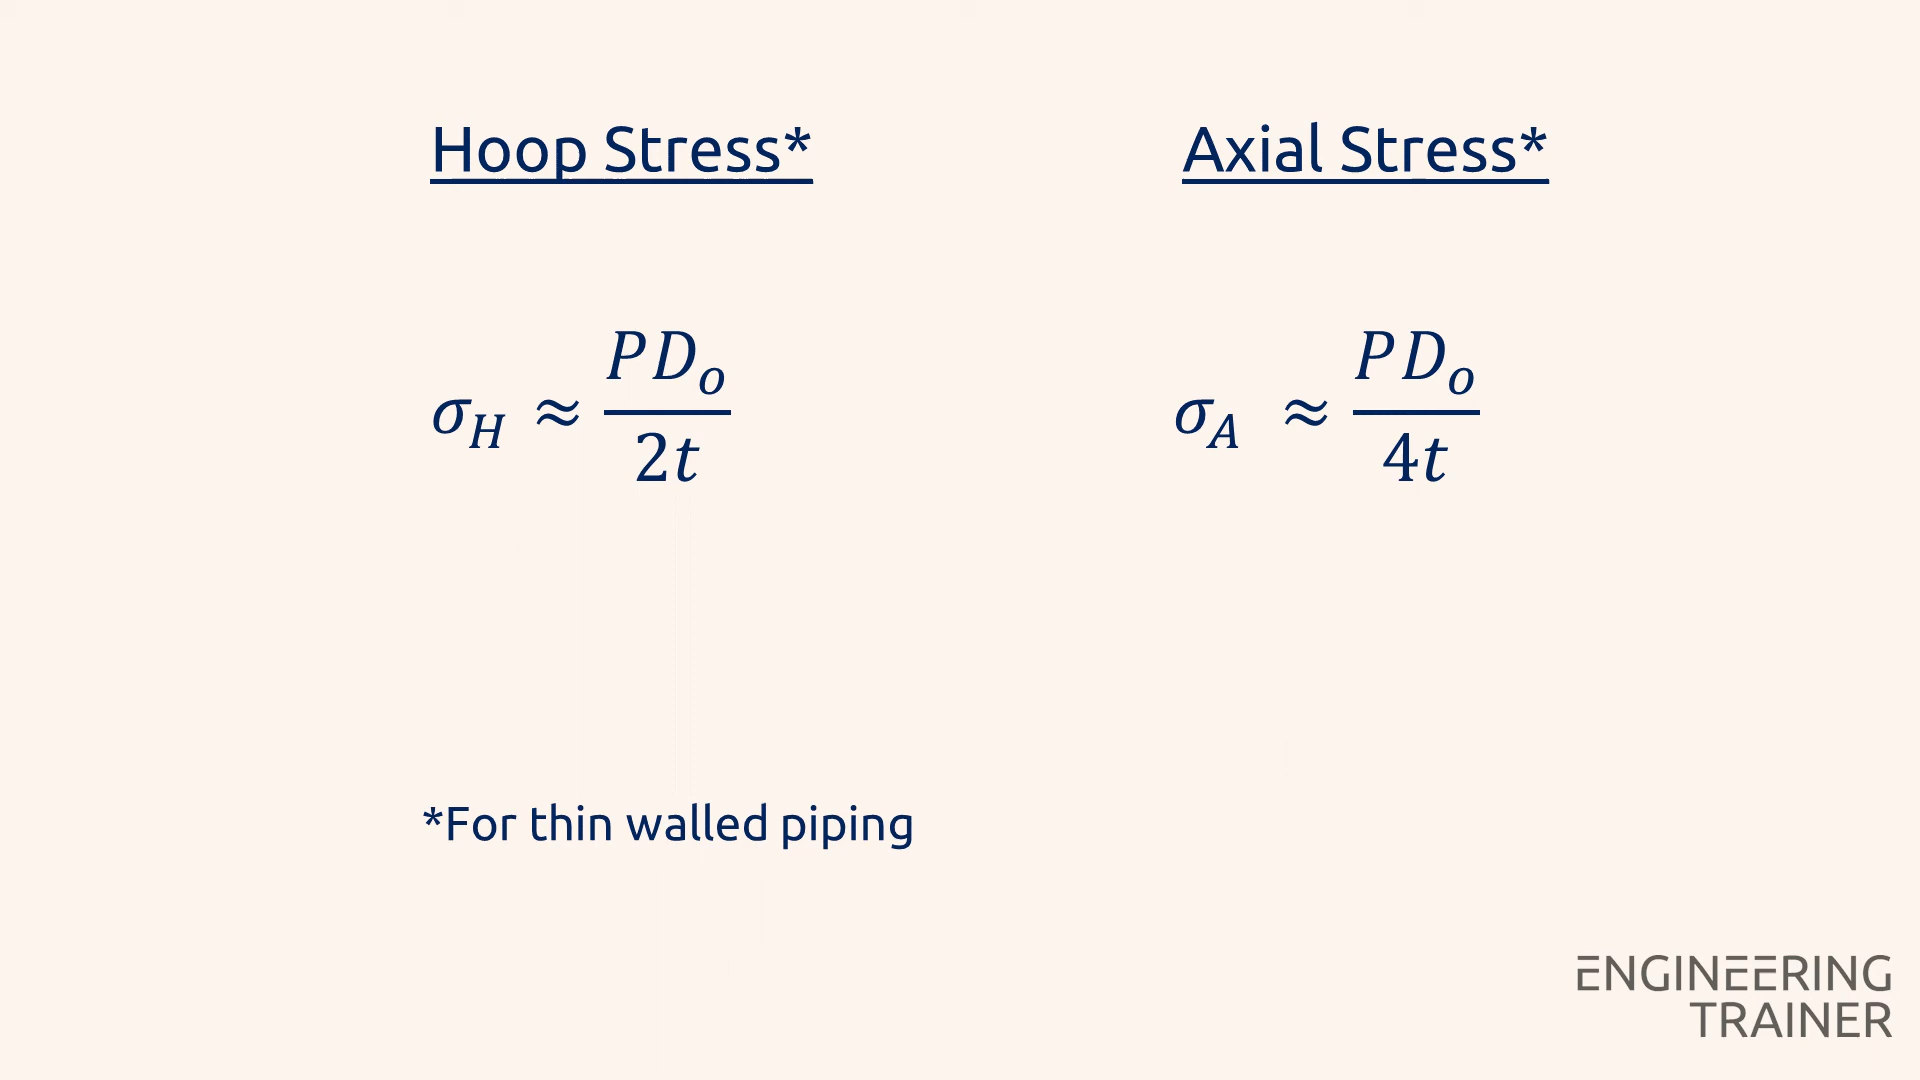 Hoop Stress*
Axial Stress*
σ_H ≈ PD_o / 2t
σ_A ≈ PD_o / 4t
*For thin walled piping
ENGINEERING
TRAINER